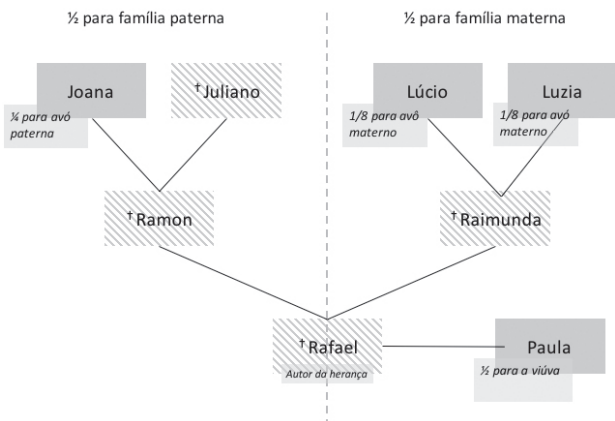 ½ para família paterna
½ para família materna
Joana
†Juliano
Lúcio
Luzia
¼ para avó
paterna
1/8 para avô
materno
1/8 para avó
materno
†Ramon
†Raimunda
†Rafael
Autor da herança
Paula
½ para a viúva